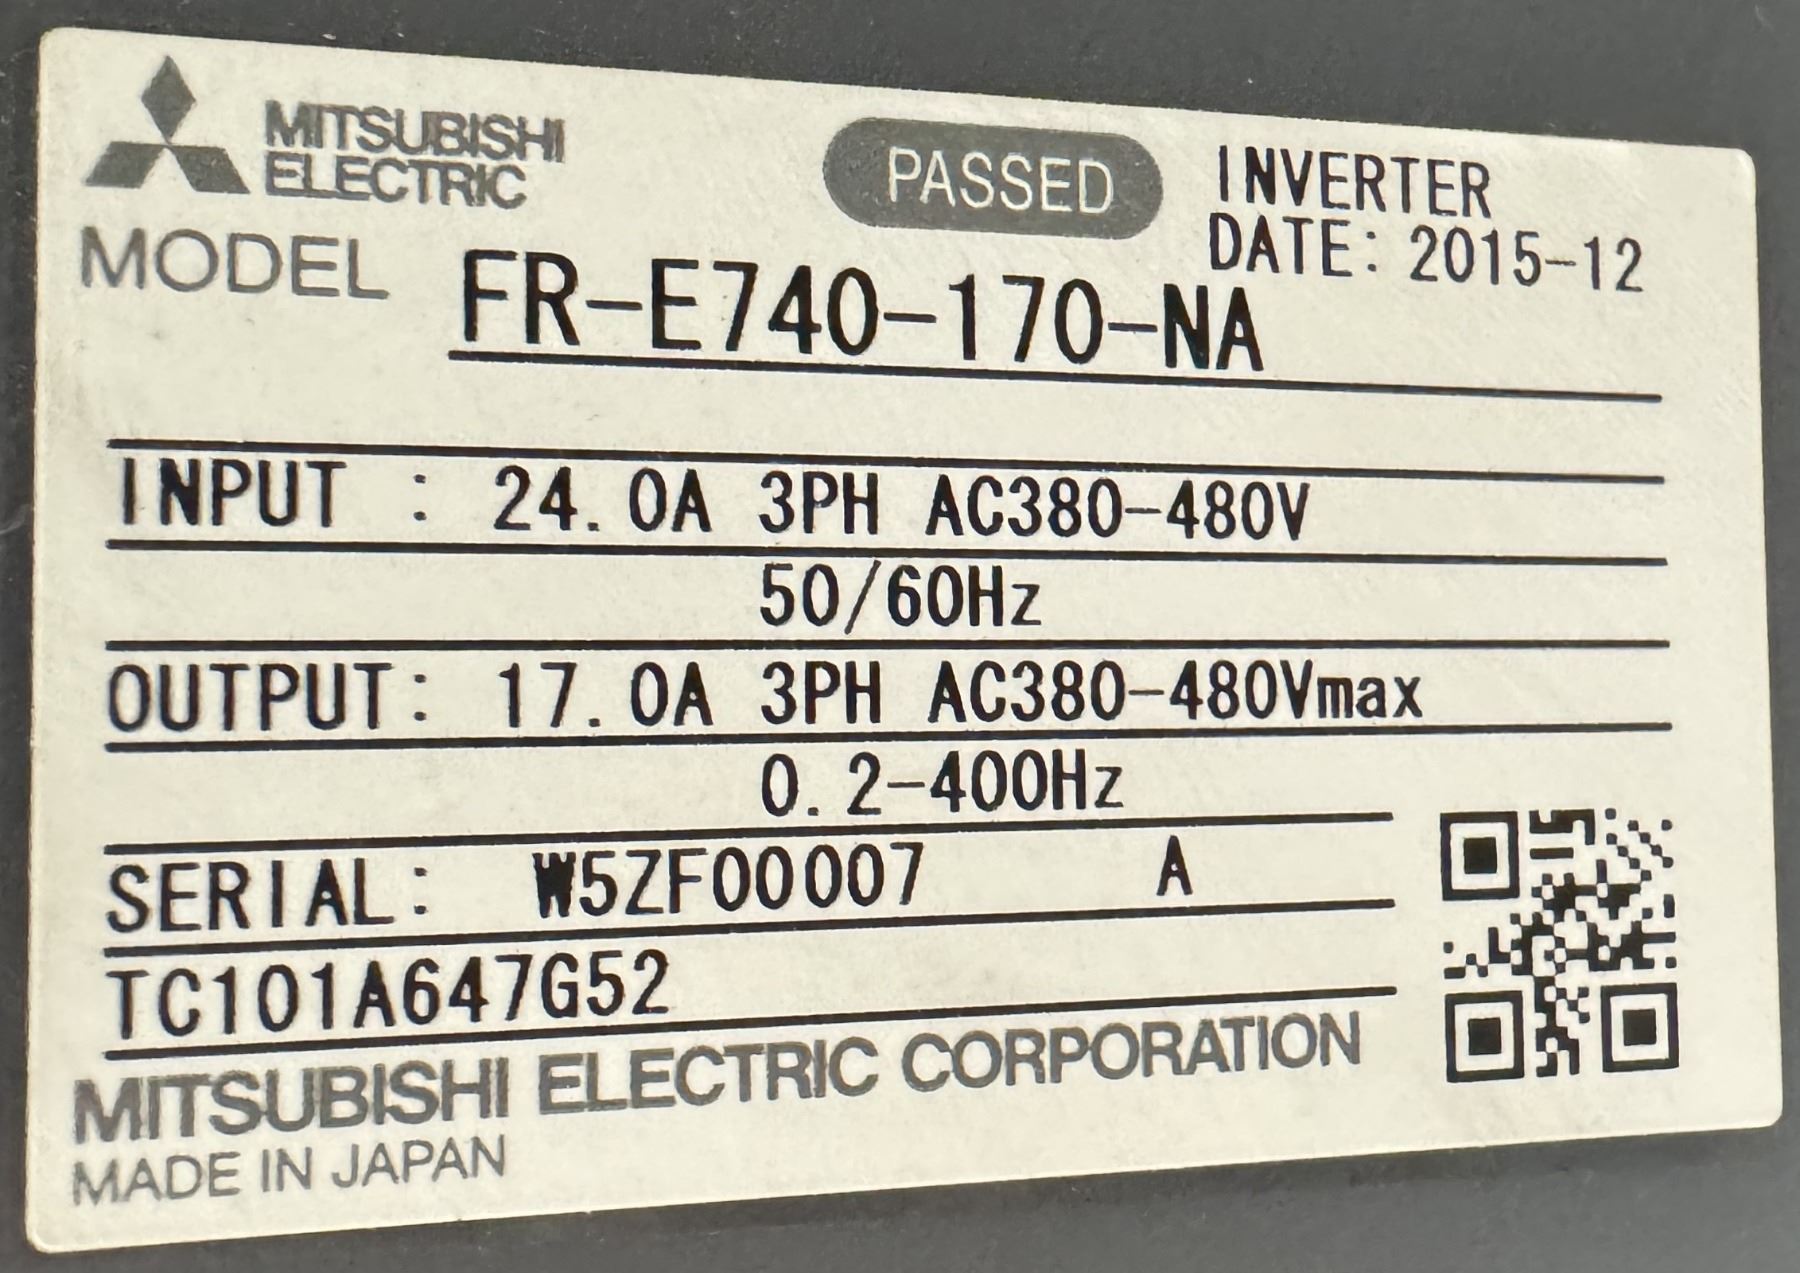 MITSUBISHI
ELECTRIC
PASSED
INVERTER
DATE: 2015-12
MODEL FR-E740-170-NA
INPUT : 24.0A 3PH AC380-480V
50/60Hz
OUTPUT: 17.0A 3PH AC380-480Vmax
0.2-400Hz
SERIAL: W5ZF00007 A
TC101A647G52
MITSUBISHI ELECTRIC CORPORATION
MADE IN JAPAN